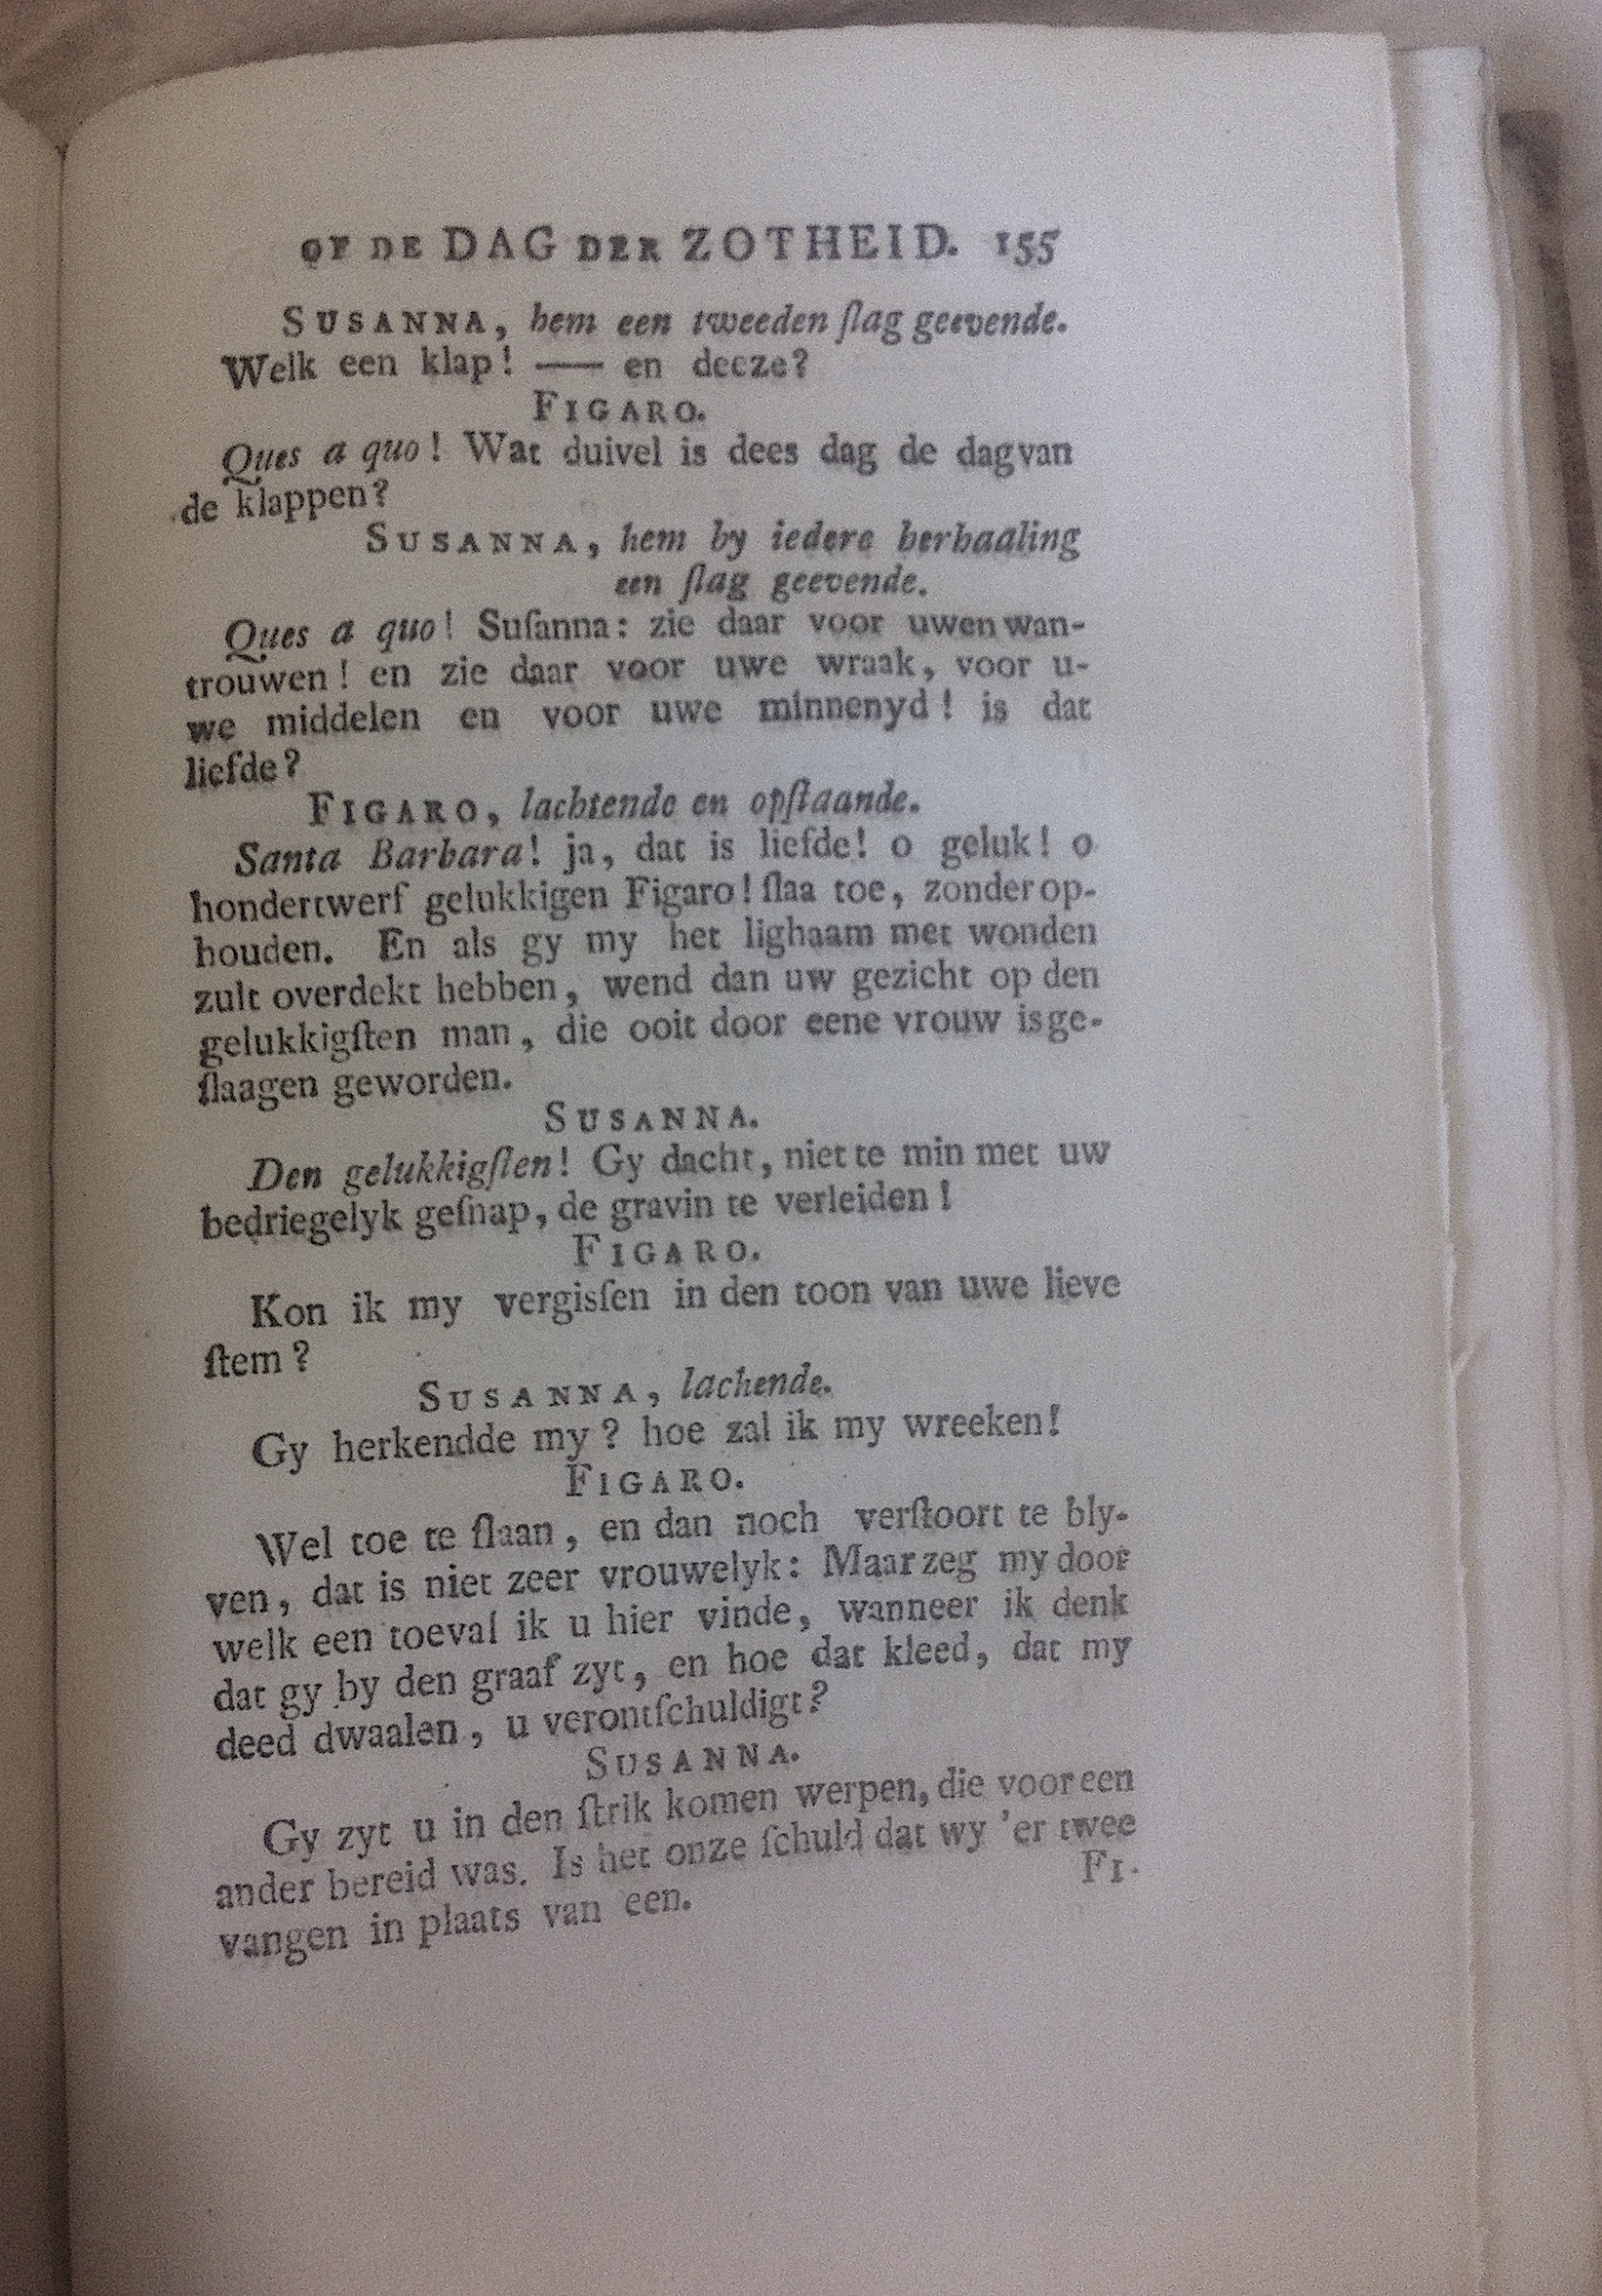 OF DE DAG DER ZOTHEID. 155
SUSANNA, hem een tweeden ſlag geevende.
Welk een klap! —— en deeze?
FIGARO.
Ques a quo! Wat duivel is dees dag de dag van
de klappen?
SUSANNA, hem by iedere herhaaling
een ſlag geevende.
Ques a quo! Suſanna: zie daar voor uwen wan-
trouwen! en zie daar voor uwe wraak, voor u-
we middelen en voor uwe minnenyd! is dat
liefde?
FIGARO, lachtende en opſtaande.
Santa Barbara! ja, dat is liefde! o geluk! o
hondertwerf gelukkigen Figaro! ſlaa toe, zonder op-
houden. En als gy my het lighaam met wonden
zult overdekt hebben, wend dan uw gezicht op den
gelukkigſten man, die ooit door eene vrouw is ge-
ſlaagen geworden.
SUSANNA.
Den gelukkigſten! Gy dacht, niet te min met uw
bedriegelyk geſnap, de gravin te verleiden!
FIGARO.
Kon ik my vergisſen in den toon van uwe lieve
ſtem?
SUSANNA, lachende.
Gy herkendde my? hoe zal ik my wreeken!
FIGARO.
Wel toe te ſlaan, en dan noch verſtoort te bly-
ven, dat is niet zeer vrouwelyk: Maar zeg my door
welk een toeval ik u hier vinde, wanneer ik denk
dat gy by den graaf zyt, en hoe dat kleed, dat my
deed dwaalen, u verontſchuldigt?
SUSANNA.
Gy zyt u in den ſtrik komen werpen, die voor een
ander bereid was. Is het onze ſchuld dat wy 'er twee
vangen in plaats van een.
FI-